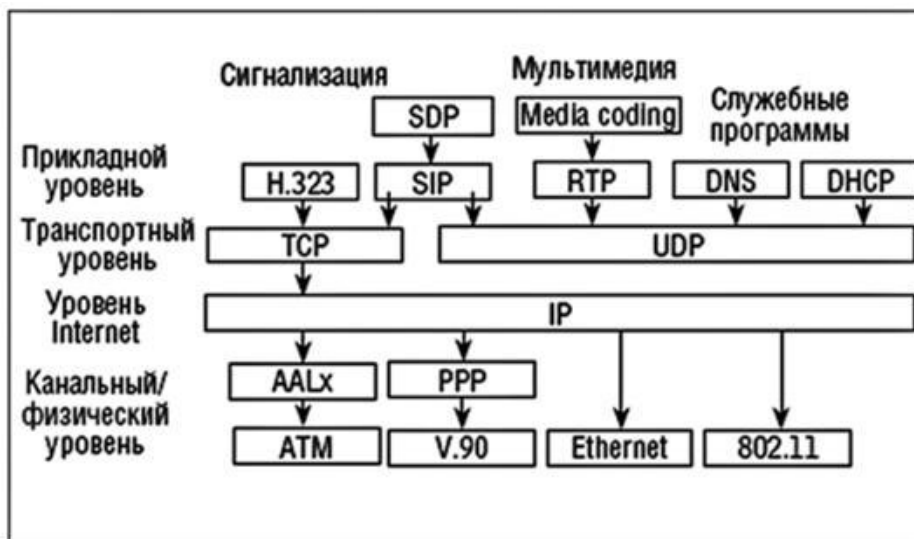 Сигнализация
Мультимедия
Служебные
программы
SDP
Media coding
Прикладной
уровень
H.323
SIP
RTP
DNS
DHCP
Транспортный
уровень
TCP
UDP
Уровень
Internet
IP
Канальный/
физический
уровень
AALx
PPP
ATM
V.90
Ethernet
802.11